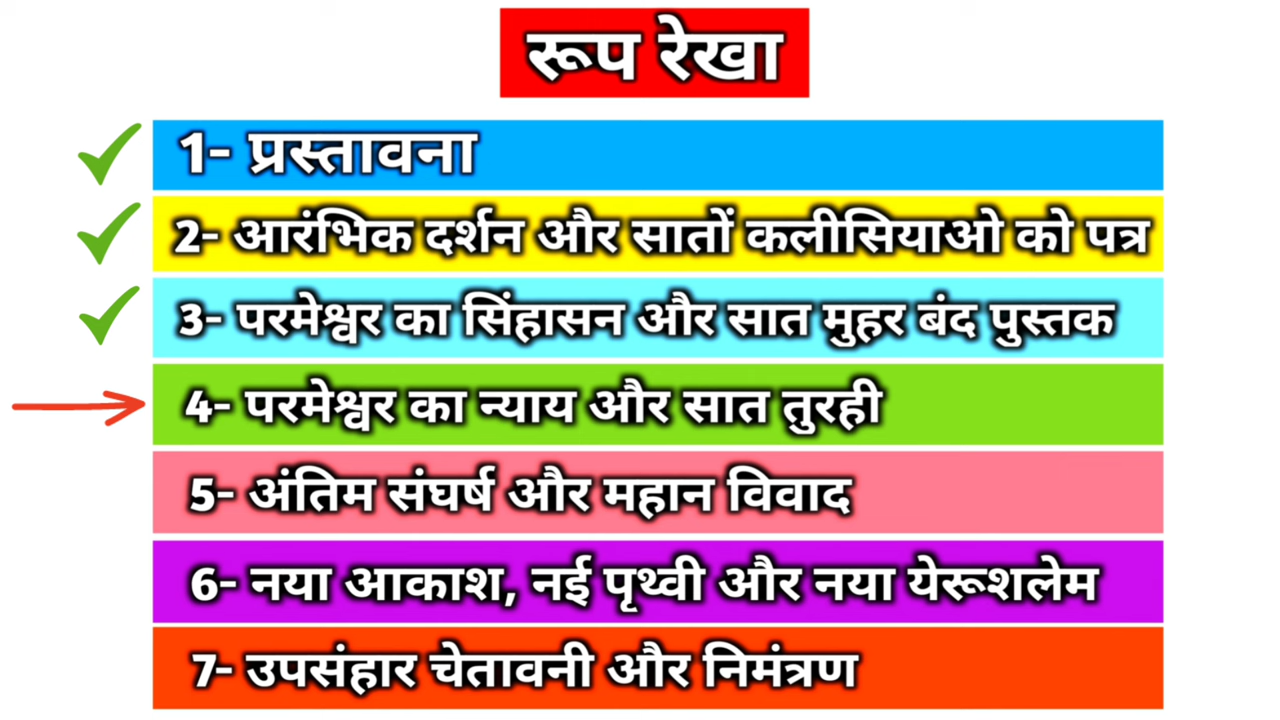 रूप रेखा
1- प्रस्तावना
2- आरंभिक दर्शन और सातों कलीसियाओ को पत्र
3- परमेश्वर का सिंहासन और सात मुहर बंद पुस्तक
4- परमेश्वर का न्याय और सात तुरही
5- अंतिम संघर्ष और महान विवाद
6- नया आकाश, नई पृथ्वी और नया येरूशलेम
7- उपसंहार चेतावनी और निमंत्रण